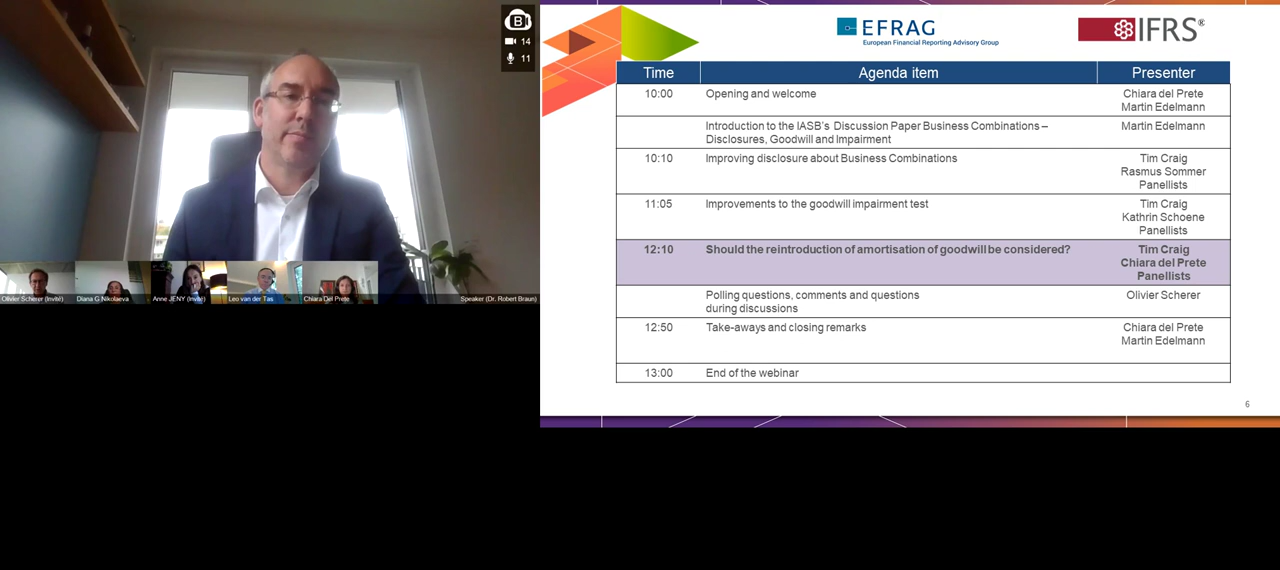 B
14
11
Olivier Scherer (Invité)
Diana G Nikolaeva
Anne JENY (Invité)
Leo van der Tas
Chiara Del Prete
Speaker (Dr. Robert Braun)
EFRAG
European Financial Reporting Advisory Group
IFRS®
Time Agenda item Presenter
10:00 Opening and welcome Chiara del Prete
Martin Edelmann
Introduction to the IASB's Discussion Paper Business Combinations – Martin Edelmann
Disclosures, Goodwill and Impairment
10:10 Improving disclosure about Business Combinations Tim Craig
Rasmus Sommer
Panellists
11:05 Improvements to the goodwill impairment test Tim Craig
Kathrin Schoene
Panellists
12:10 Should the reintroduction of amortisation of goodwill be considered? Tim Craig
Chiara del Prete
Panellists
Polling questions, comments and questions Olivier Scherer
during discussions
12:50 Take-aways and closing remarks Chiara del Prete
Martin Edelmann
13:00 End of the webinar
6